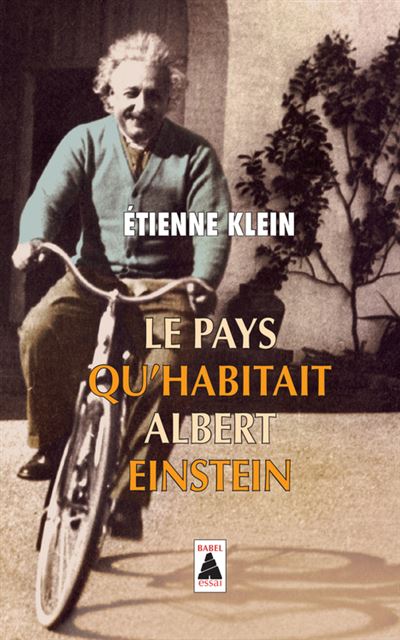 ÉTIENNE KLEIN
LE PAYS
QU'HABITAIT
ALBERT
EINSTEIN
BABEL
essai